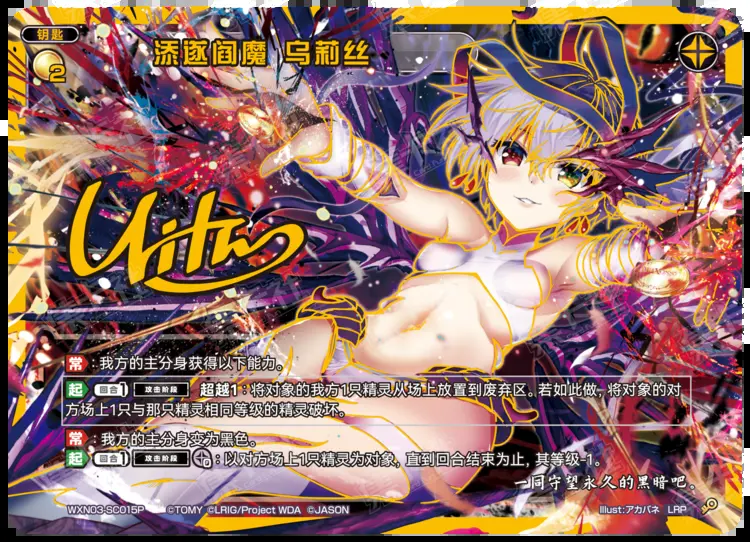 钥匙
2
添遂阎魔 乌莉丝
Urith
常:我方的主分身获得以下能力。
起 回合1 攻击阶段 超越1:将对象的我方1只精灵从场上放置到废弃区。若如此做,将对象的对
方场上1只与那只精灵相同等级的精灵破坏。
常:我方的主分身变为黑色。
起 回合1 攻击阶段 0:以对方场上1只精灵为对象,直到回合结束为止,其等级-1。
一同守望永久的黑暗吧。
WXN03-SC015P ©TOMY ©LRIG/Project WDA ©JASON Illust:アカバネ LRP